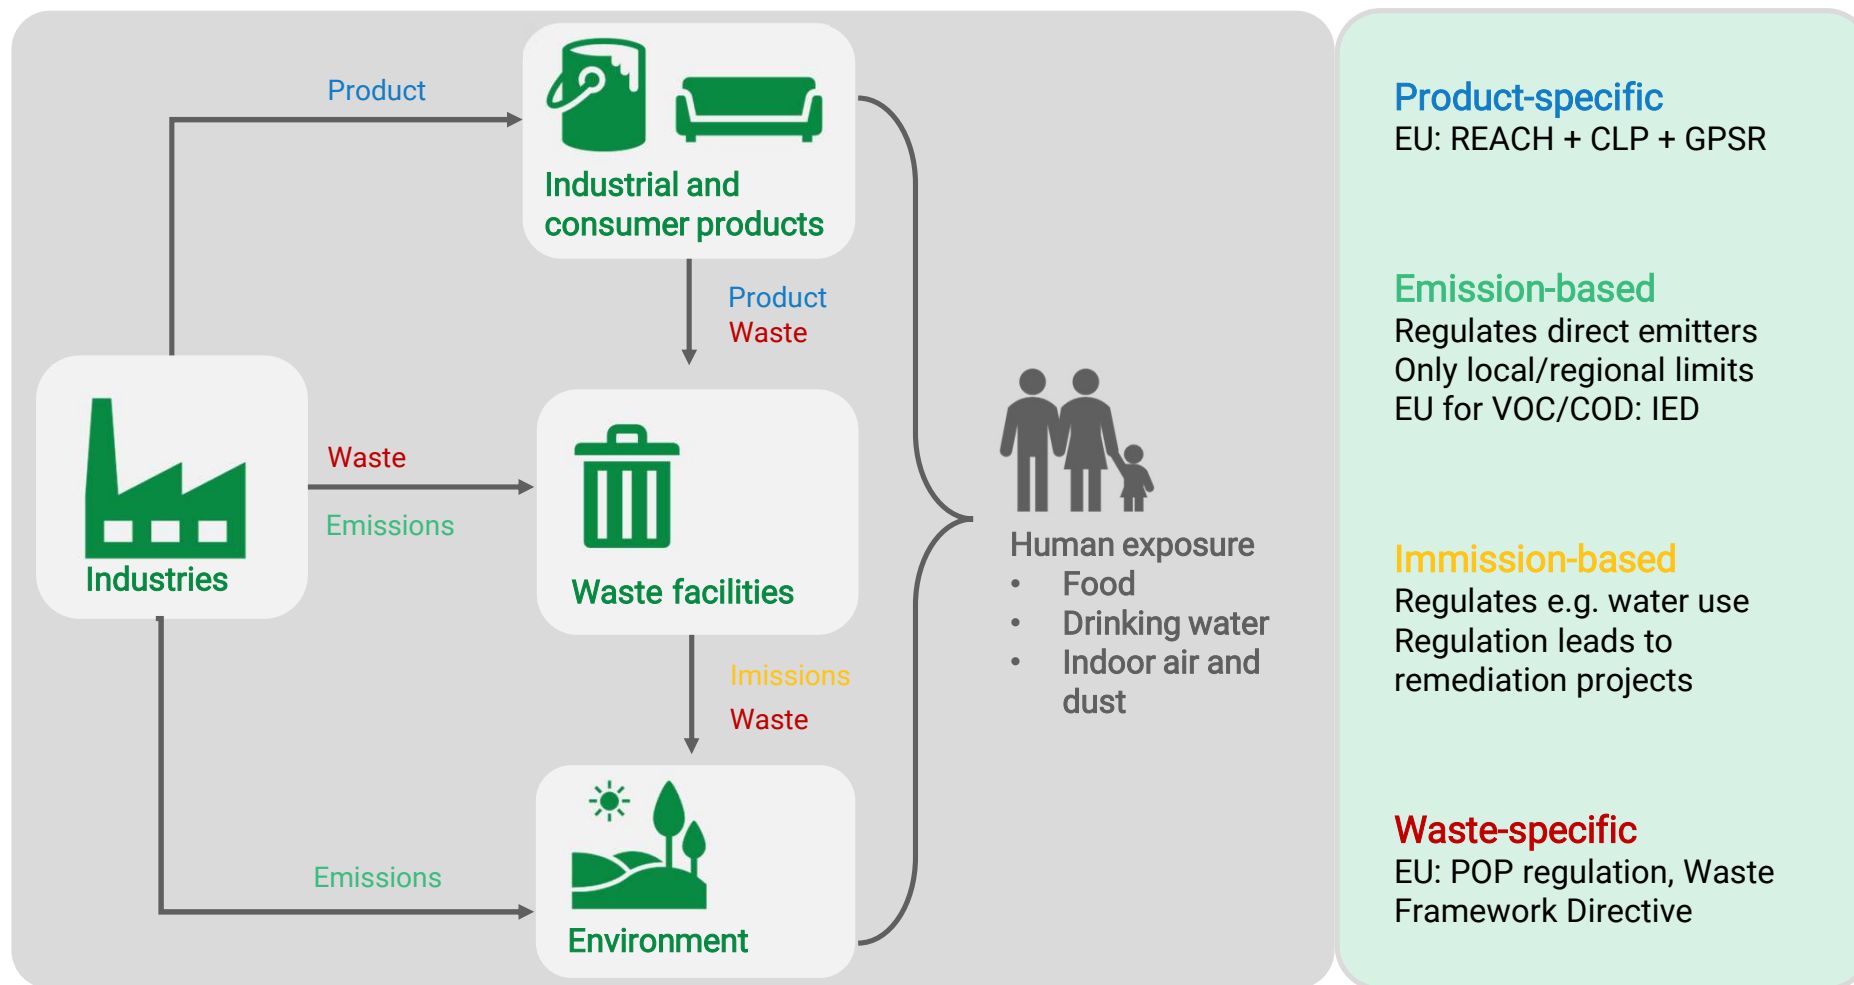 Product
Industrial and
consumer products
Product
Waste
Industries
Waste
Emissions
Waste facilities
Imissions
Waste
Emissions
Environment
Human exposure
• Food
• Drinking water
• Indoor air and
dust
Product-specific
EU: REACH + CLP + GPSR
Emission-based
Regulates direct emitters
Only local/regional limits
EU for VOC/COD: IED
Immission-based
Regulates e.g. water use
Regulation leads to
remediation projects
Waste-specific
EU: POP regulation, Waste
Framework Directive